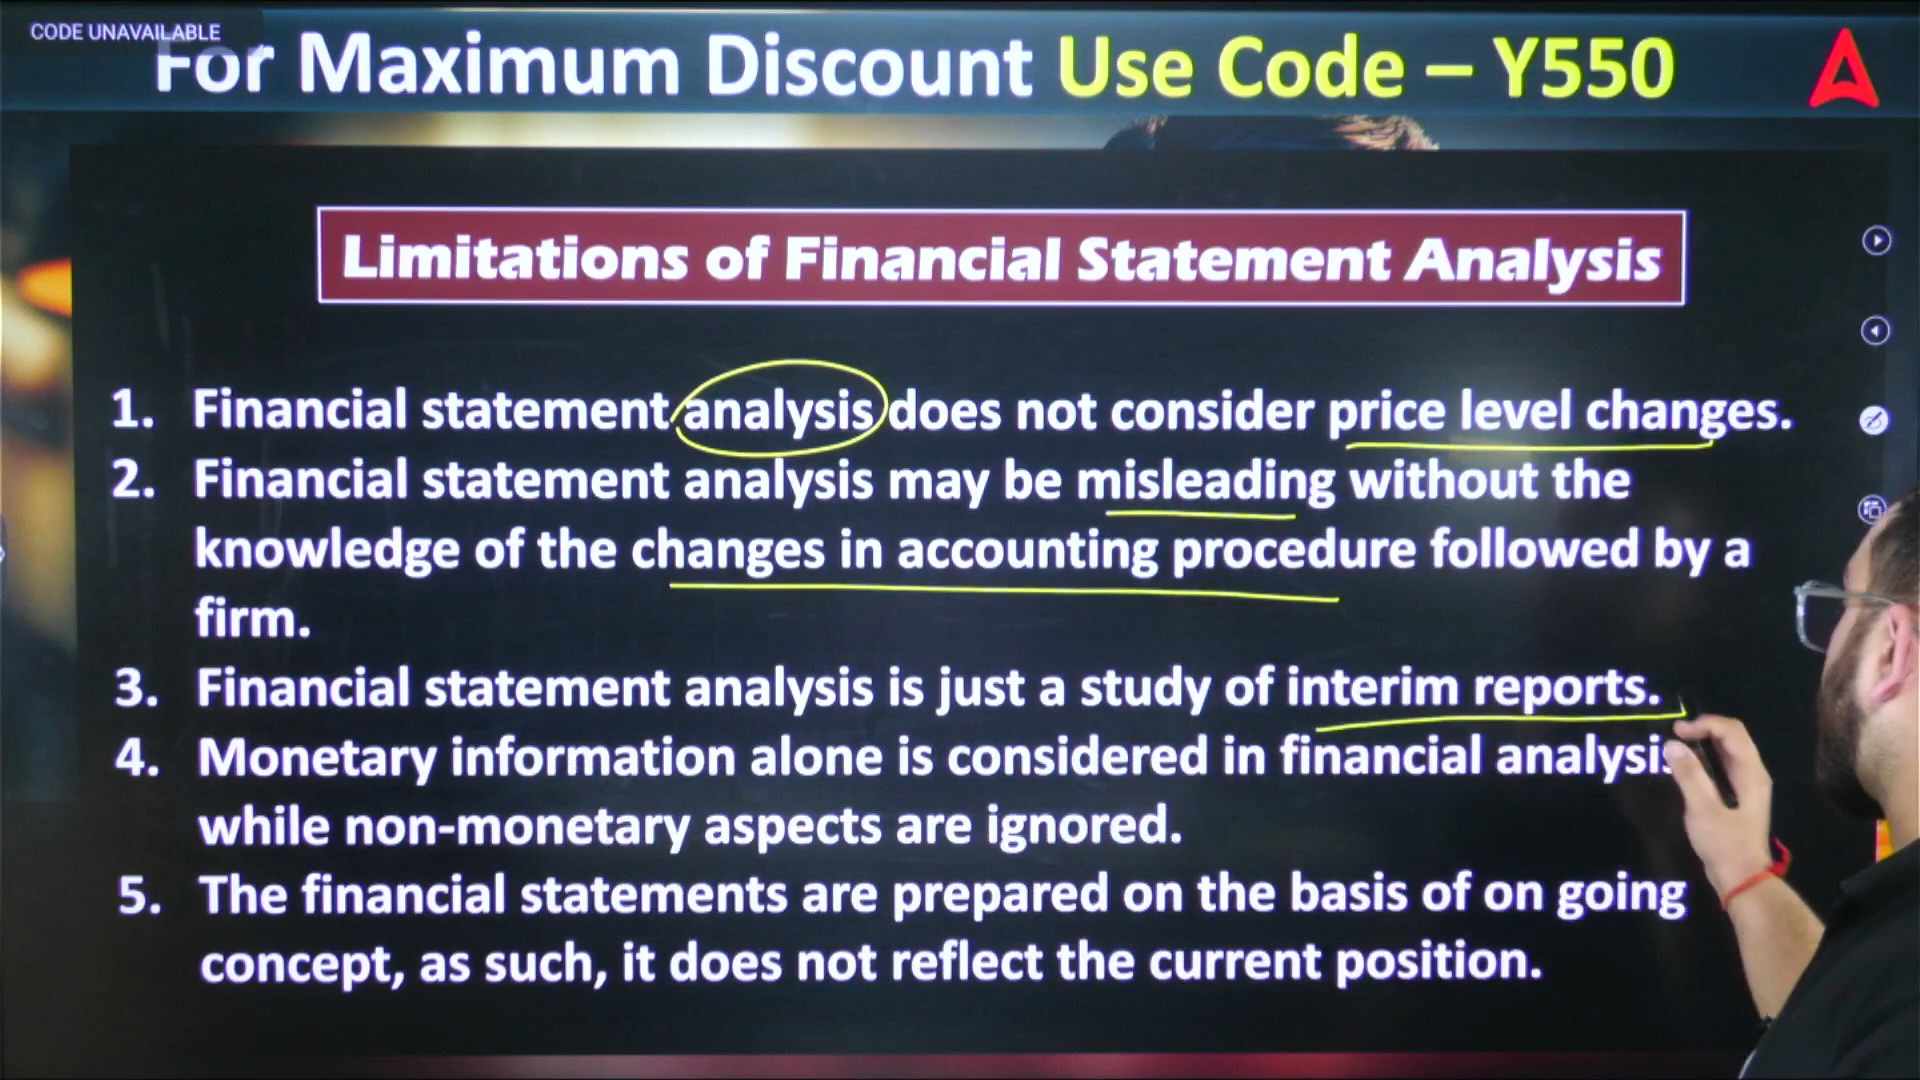 CODE UNAVAILABLE
For Maximum Discount Use Code – Y550
Limitations of Financial Statement Analysis
1. Financial statement analysis does not consider price level changes.
2. Financial statement analysis may be misleading without the
knowledge of the changes in accounting procedure followed by a
firm.
3. Financial statement analysis is just a study of interim reports.
4. Monetary information alone is considered in financial analysis
while non-monetary aspects are ignored.
5. The financial statements are prepared on the basis of on going
concept, as such, it does not reflect the current position.